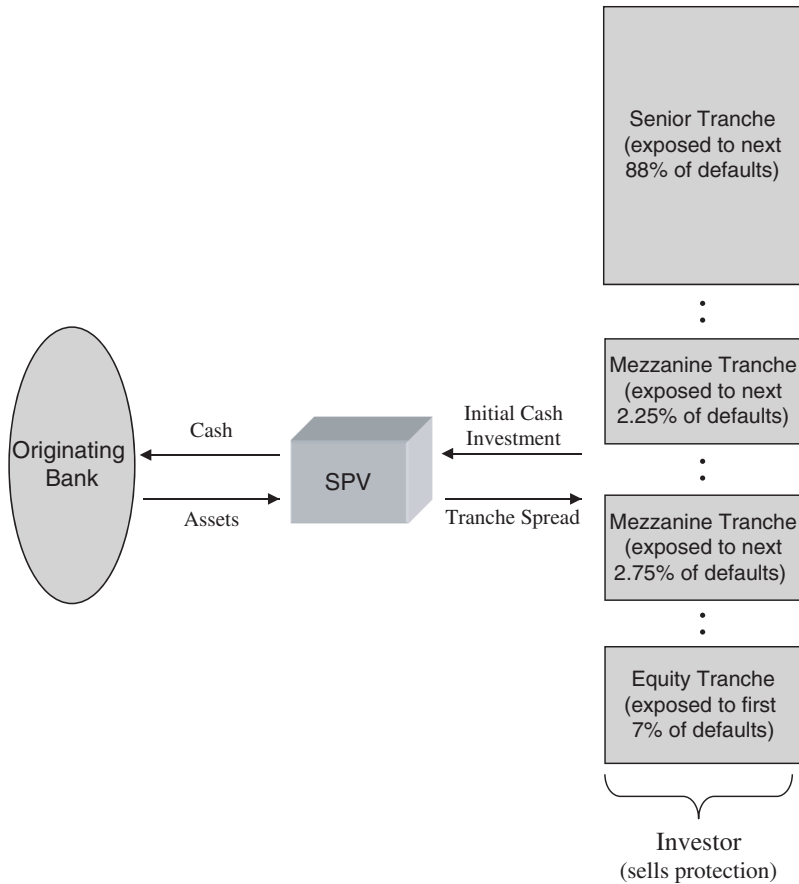 Senior Tranche
(exposed to next
88% of defaults)
Mezzanine Tranche
(exposed to next
2.25% of defaults)
Originating
Bank
Cash
Assets
SPV
Initial Cash
Investment
Tranche Spread
Mezzanine Tranche
(exposed to next
2.75% of defaults)
Equity Tranche
(exposed to first
7% of defaults)
Investor
(sells protection)